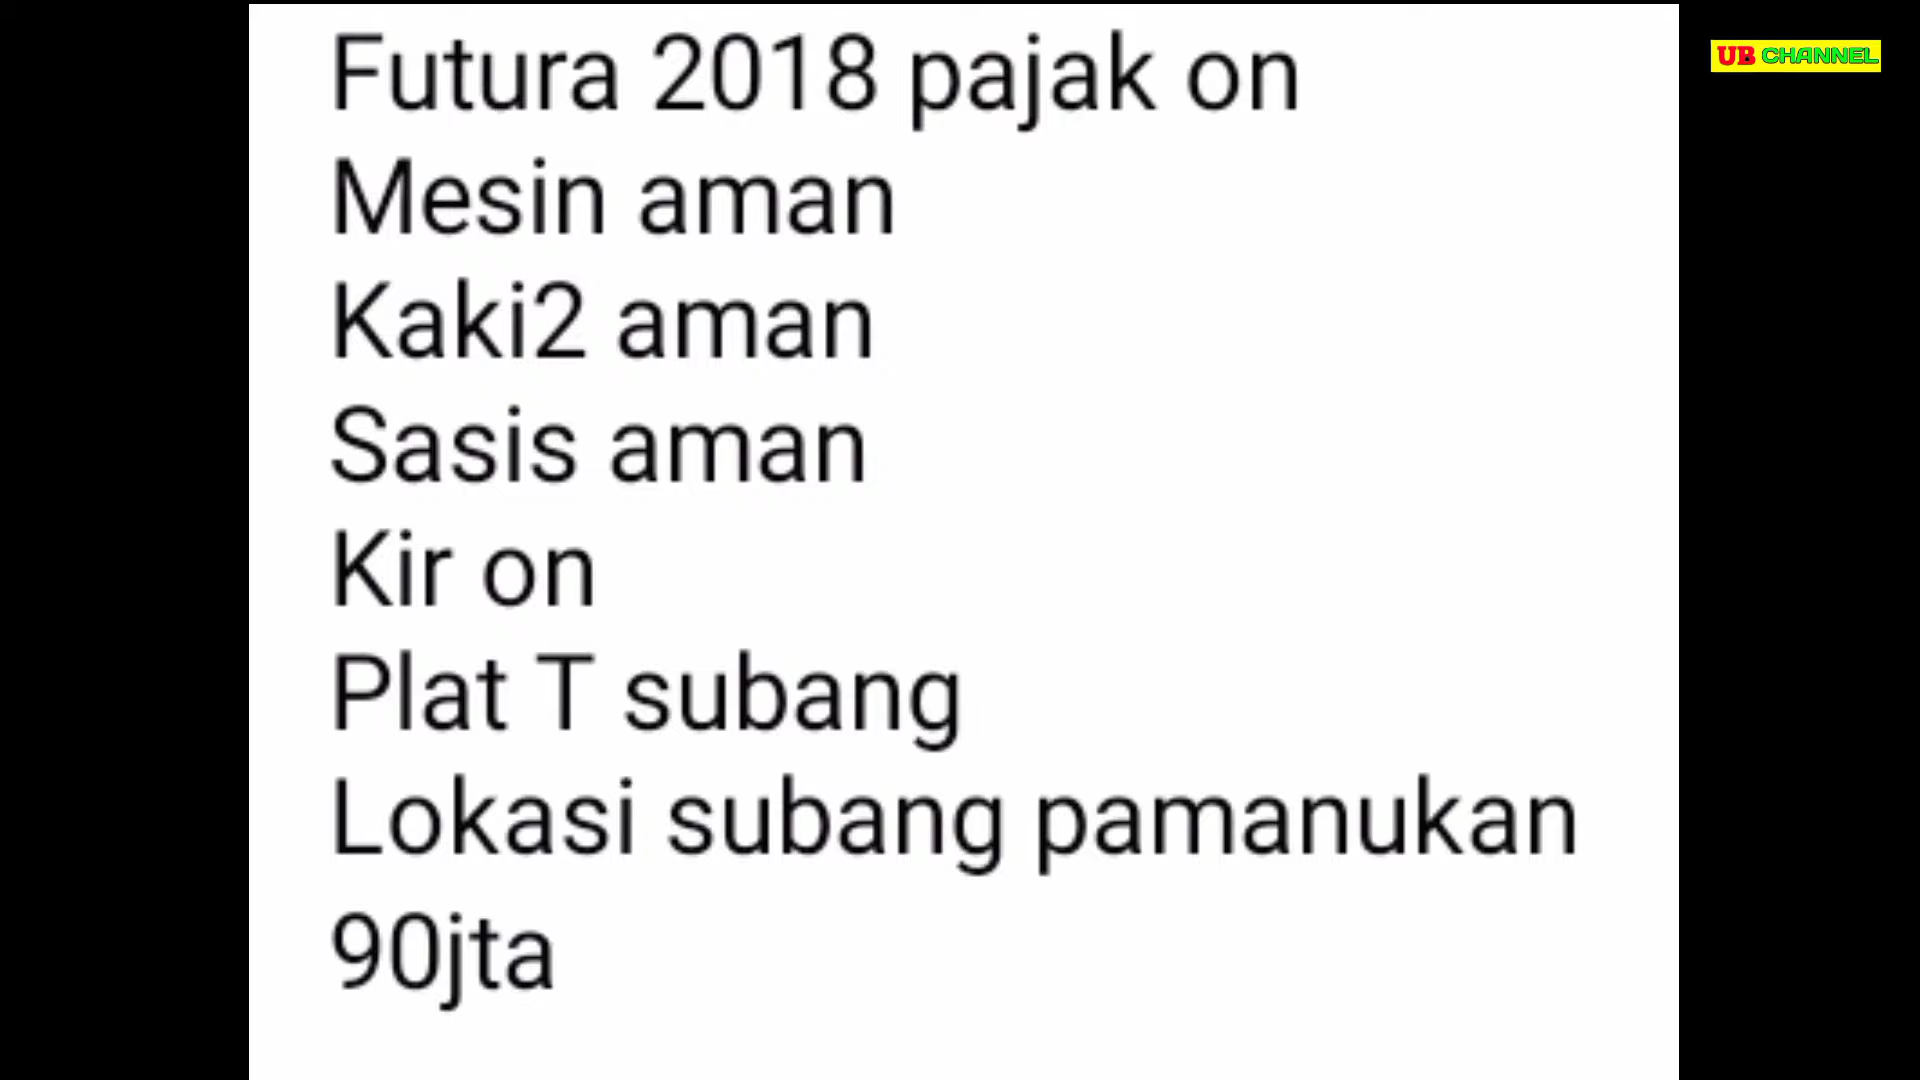 Futura 2018 pajak on
UB CHANNEL
Mesin aman
Kaki2 aman
Sasis aman
Kir on
Plat T subang
Lokasi subang pamanukan
90jta